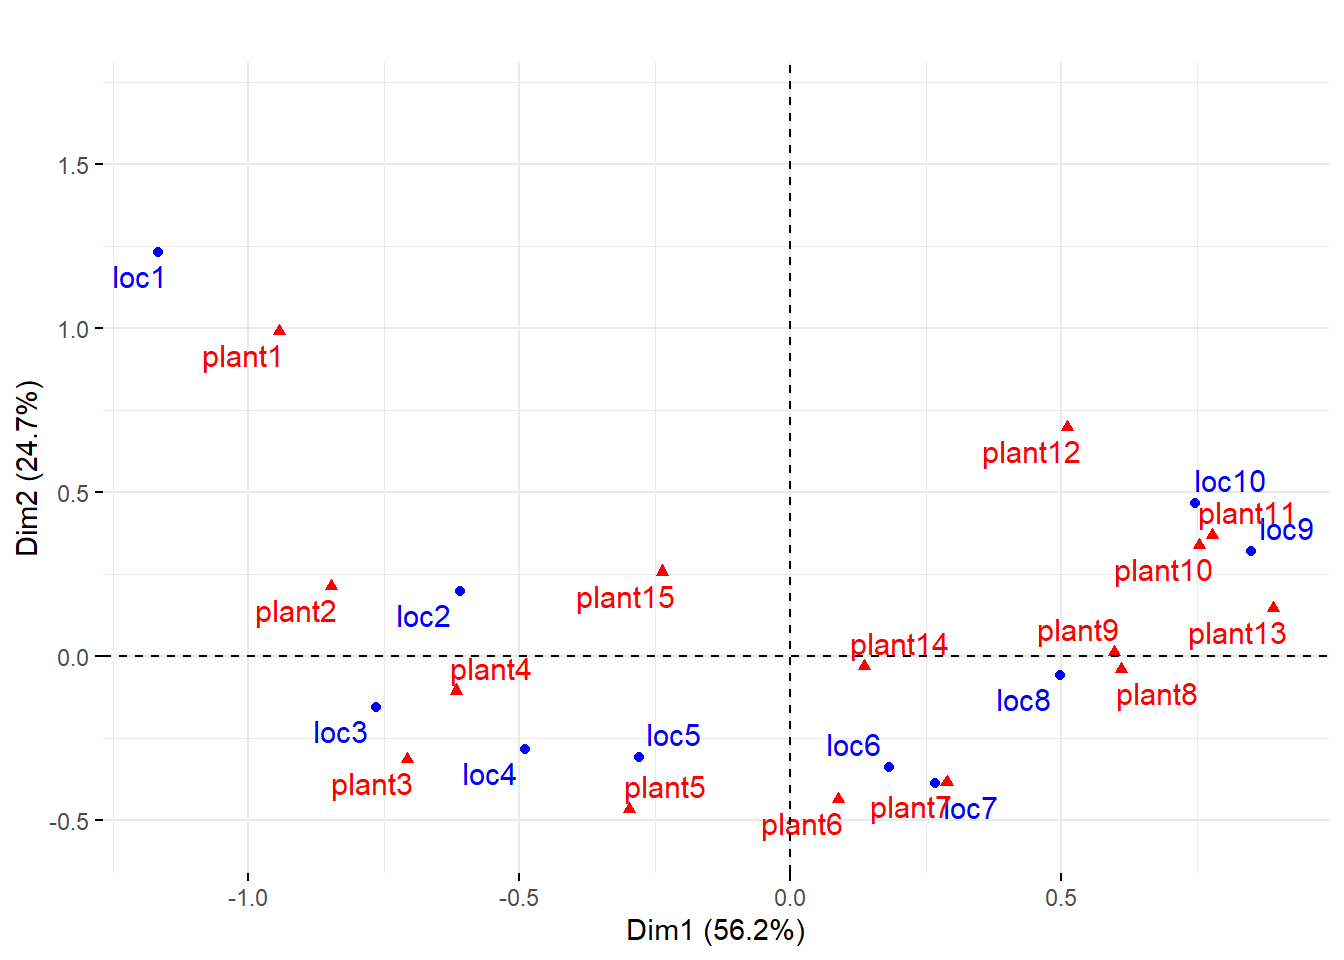 1.5
loc1
1.0
plant1
Dim2 (24.7%)
plant12
loc10
0.5
plant11
loc9
plant10
plant2
loc2
plant15
plant9
plant13
plant14
0.0
plant4
loc8
plant8
loc3
loc5
loc6
plant3
loc4
plant5
plant7
loc7
-0.5
plant6
-1.0
-0.5
0.0
0.5
Dim1 (56.2%)